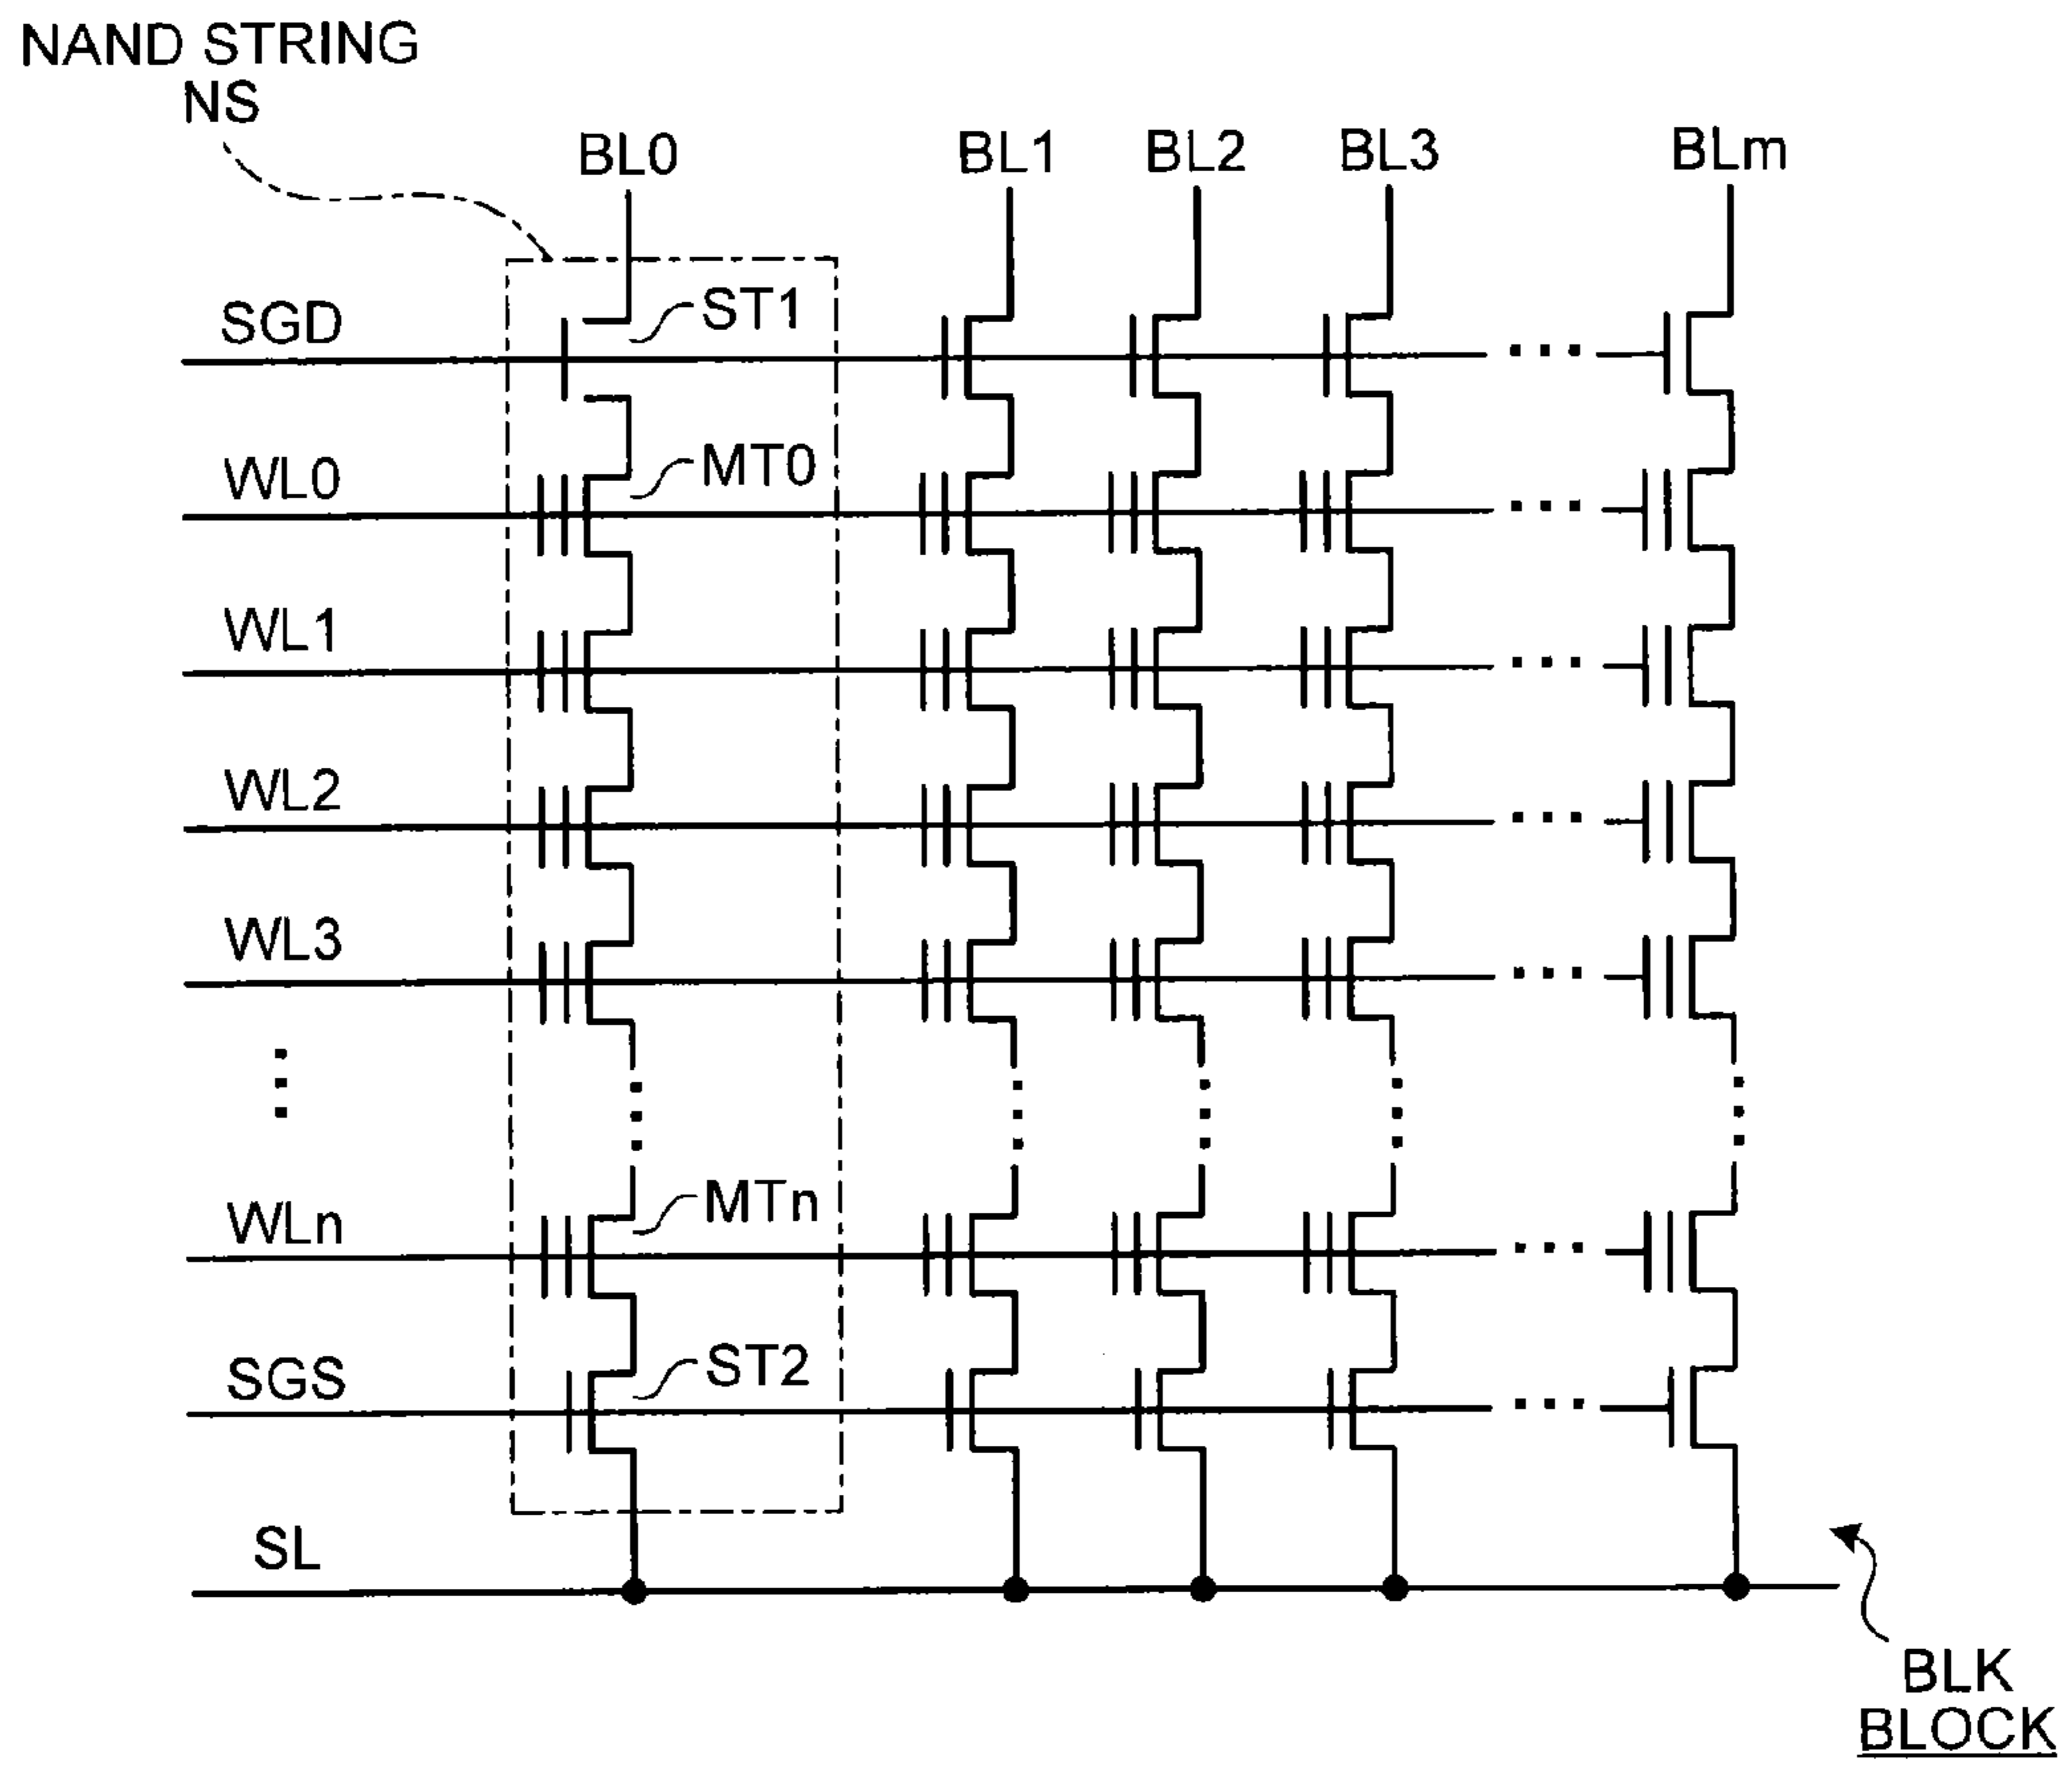 NAND STRING
NS
BL0
BL1
BL2
BL3
BLm
SGD
ST1
WL0
MT0
WL1
WL2
WL3
WLn
MTn
SGS
ST2
SL
BLK
BLOCK